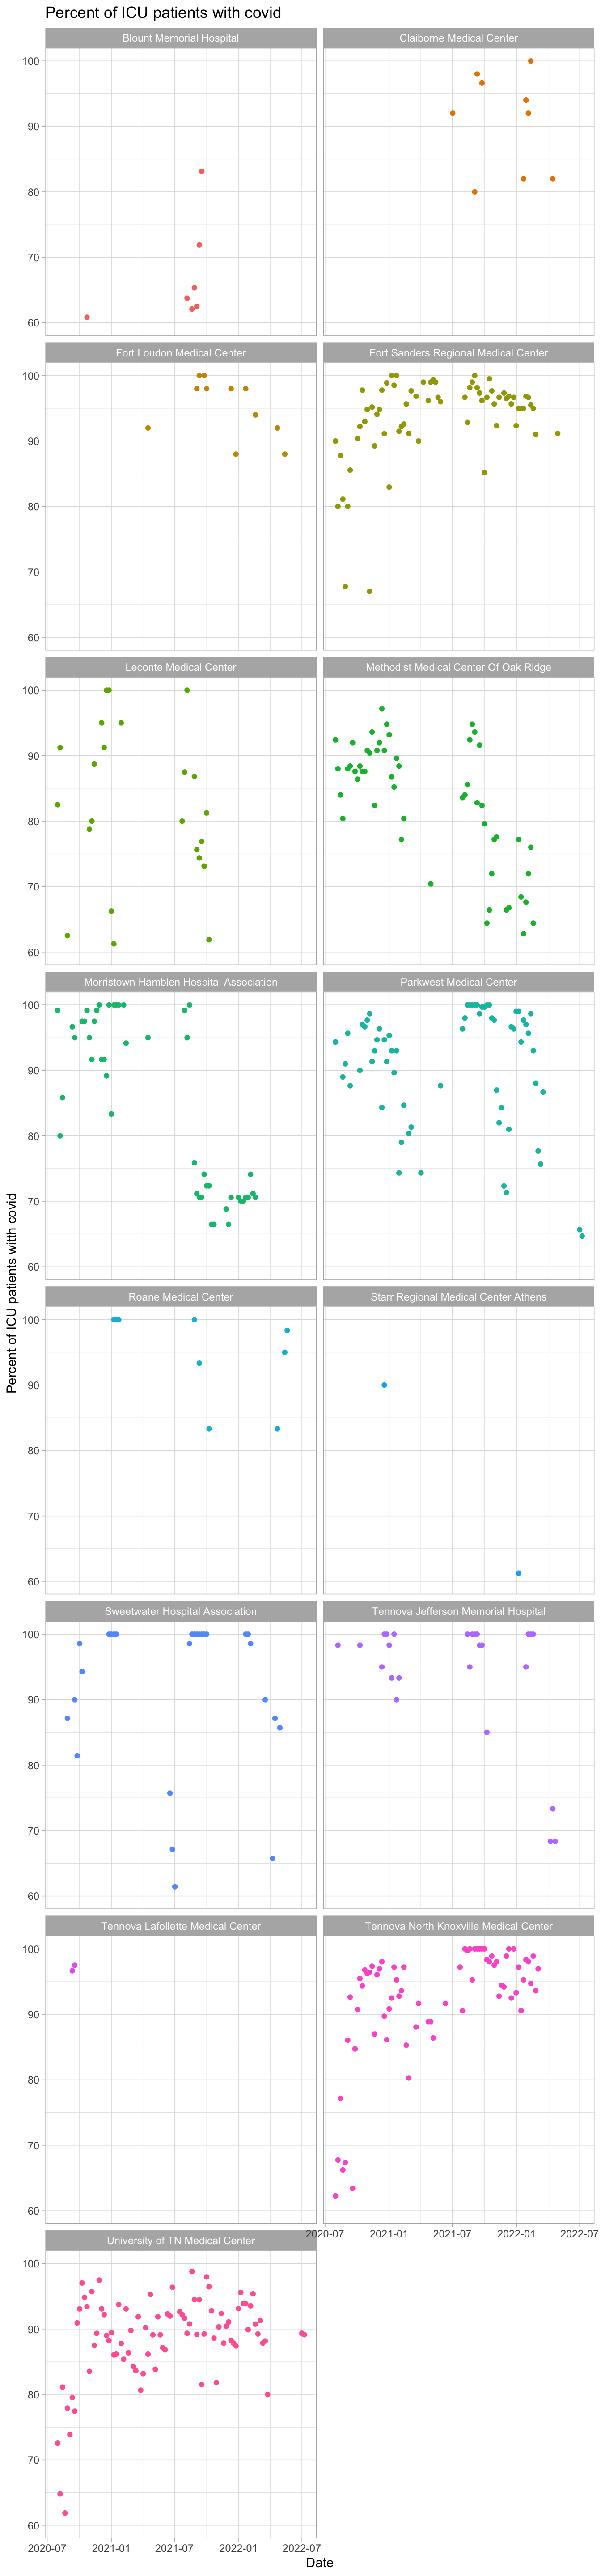 Percent of ICU patients with covid
Blount Memorial Hospital
Claiborne Medical Center
100
90
80
70
60
Fort Loudon Medical Center
Fort Sanders Regional Medical Center
100
90
80
70
60
Leconte Medical Center
Methodist Medical Center Of Oak Ridge
100
90
80
70
60
Morristown Hamblen Hospital Association
Parkwest Medical Center
100
90
80
70
60
Percent of ICU patients witth covid
Roane Medical Center
Starr Regional Medical Center Athens
100
90
80
70
60
Sweetwater Hospital Association
Tennova Jefferson Memorial Hospital
100
90
80
70
60
Tennova Lafollette Medical Center
Tennova North Knoxville Medical Center
100
90
80
70
60
2020-07 2021-01 2021-07 2022-01 2022-07
University of TN Medical Center
100
90
80
70
60
2020-07 2021-01 2021-07 2022-01 2022-07
Date